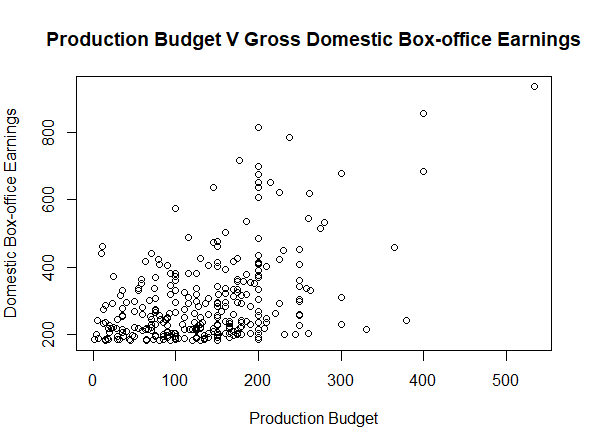 Production Budget V Gross Domestic Box-office Earnings
Domestic Box-office Earnings
800
600
400
200
0 100 200 300 400 500
Production Budget